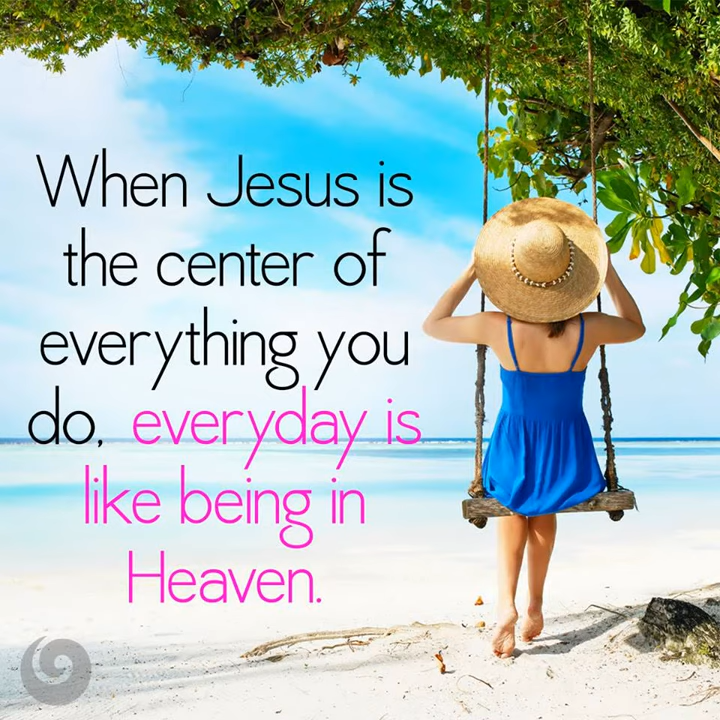 When Jesus is
the center of
everything you
do, everyday is
like being in
Heaven.